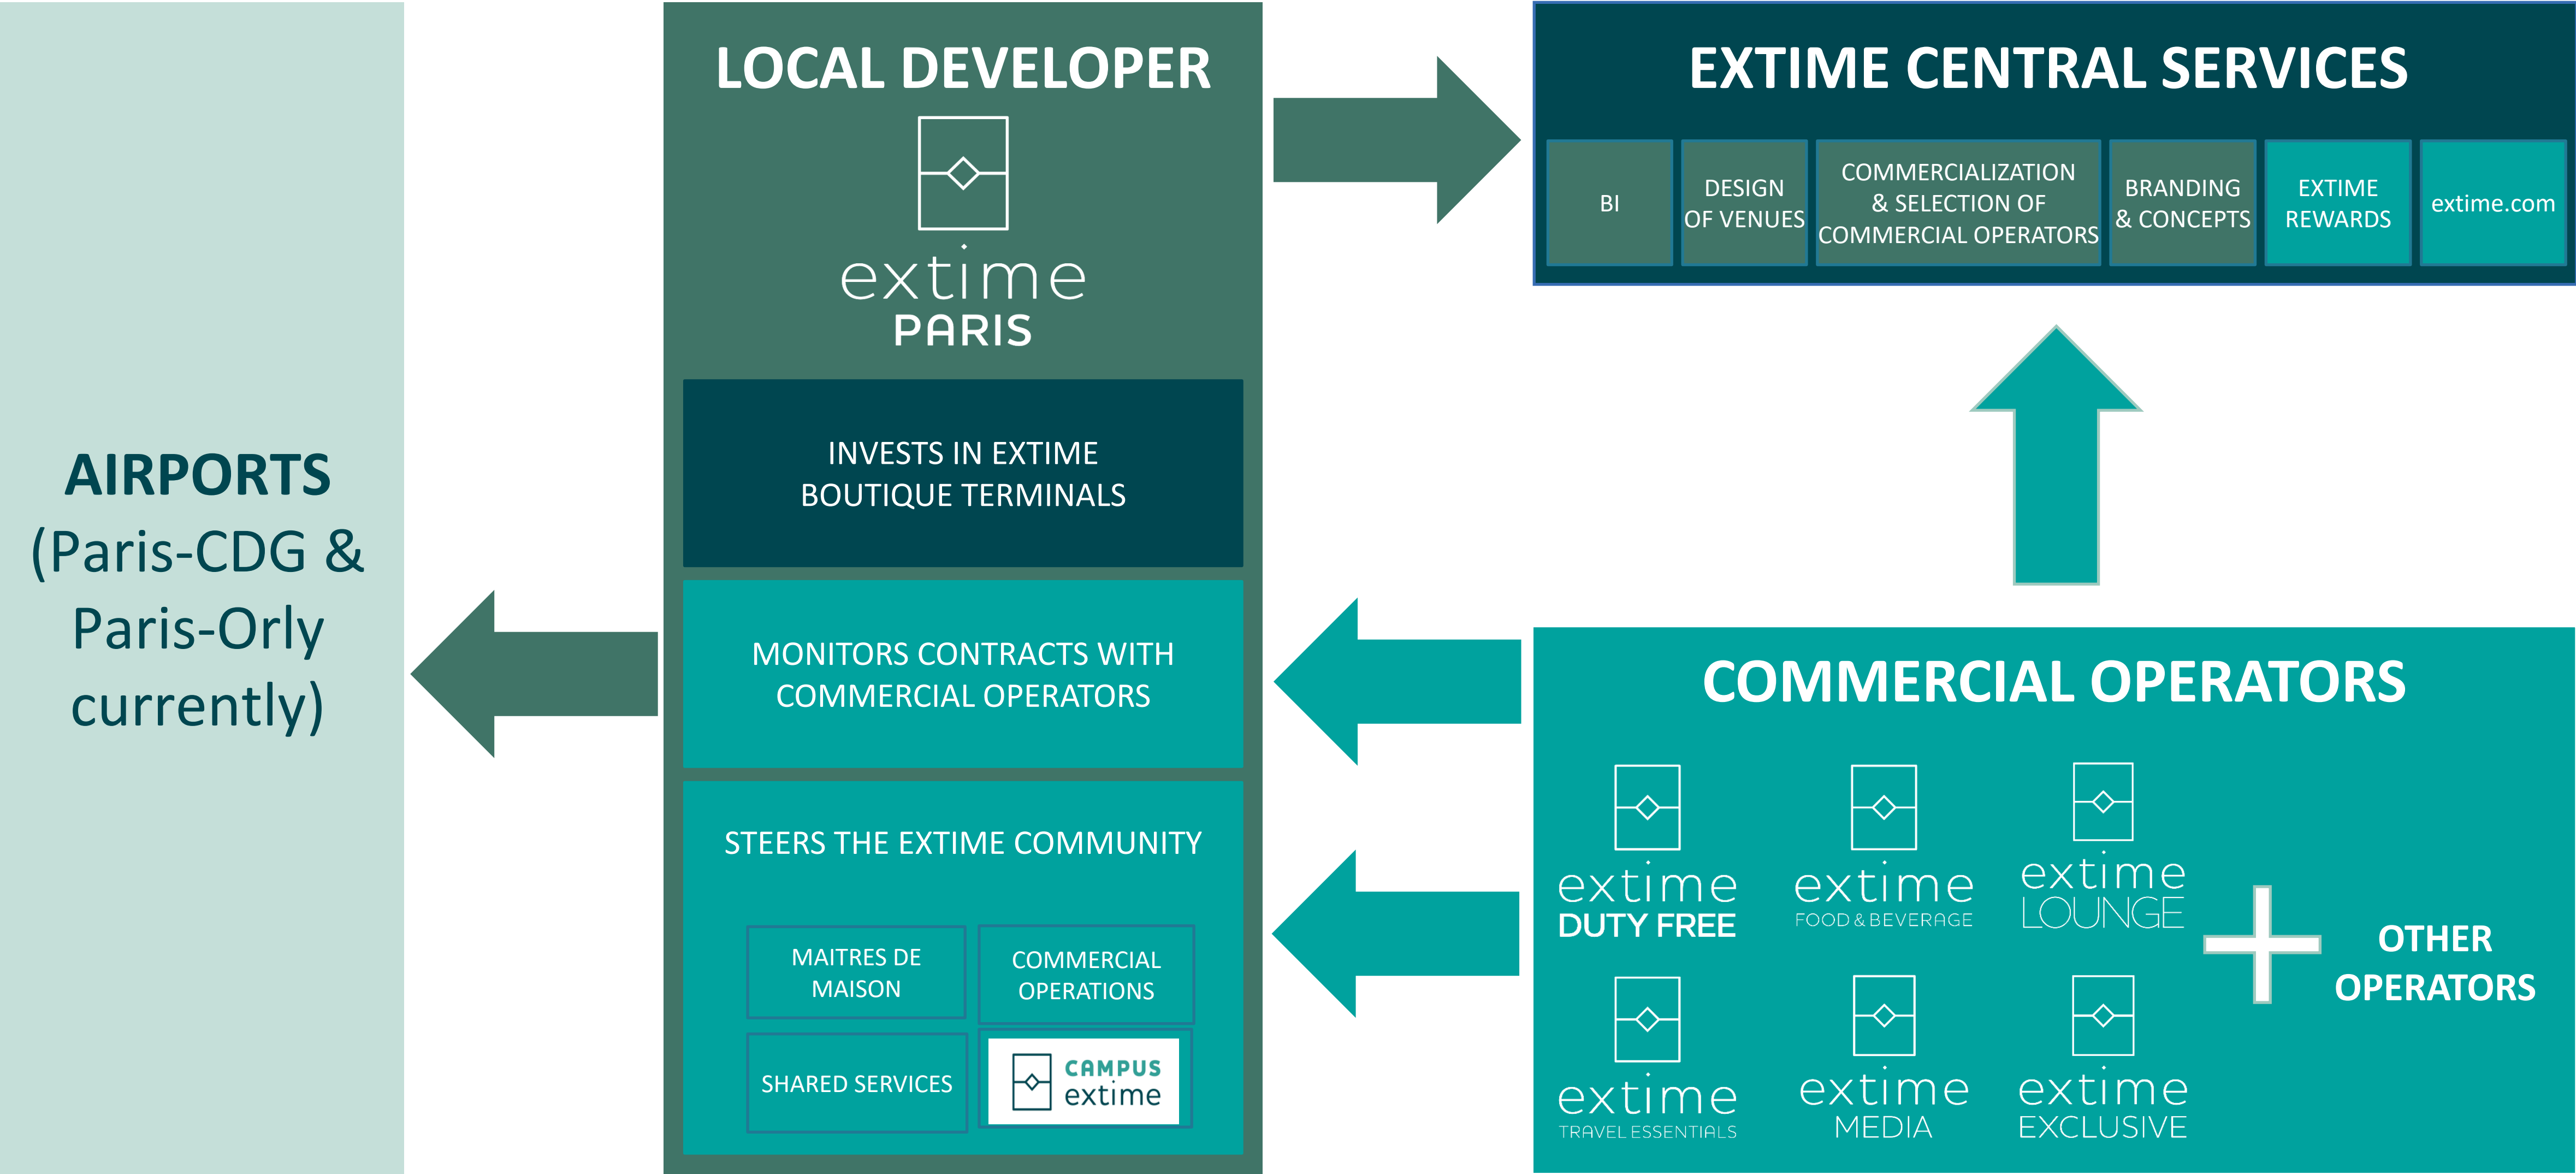 AIRPORTS
(Paris-CDG &
Paris-Orly
currently)
LOCAL DEVELOPER
extime
PARIS
INVESTS IN EXTIME
BOUTIQUE TERMINALS
MONITORS CONTRACTS WITH
COMMERCIAL OPERATORS
STEERS THE EXTIME COMMUNITY
MAITRES DE
MAISON
COMMERCIAL
OPERATIONS
SHARED SERVICES
CAMPUS
extime
EXTIME CENTRAL SERVICES
BI
DESIGN
OF VENUES
COMMERCIALIZATION
& SELECTION OF
COMMERCIAL OPERATORS
BRANDING
& CONCEPTS
EXTIME
REWARDS
extime.com
COMMERCIAL OPERATORS
extime
DUTY FREE
extime
FOOD & BEVERAGE
extime
LOUNGE
extime
TRAVEL ESSENTIALS
extime
MEDIA
extime
EXCLUSIVE
OTHER
OPERATORS